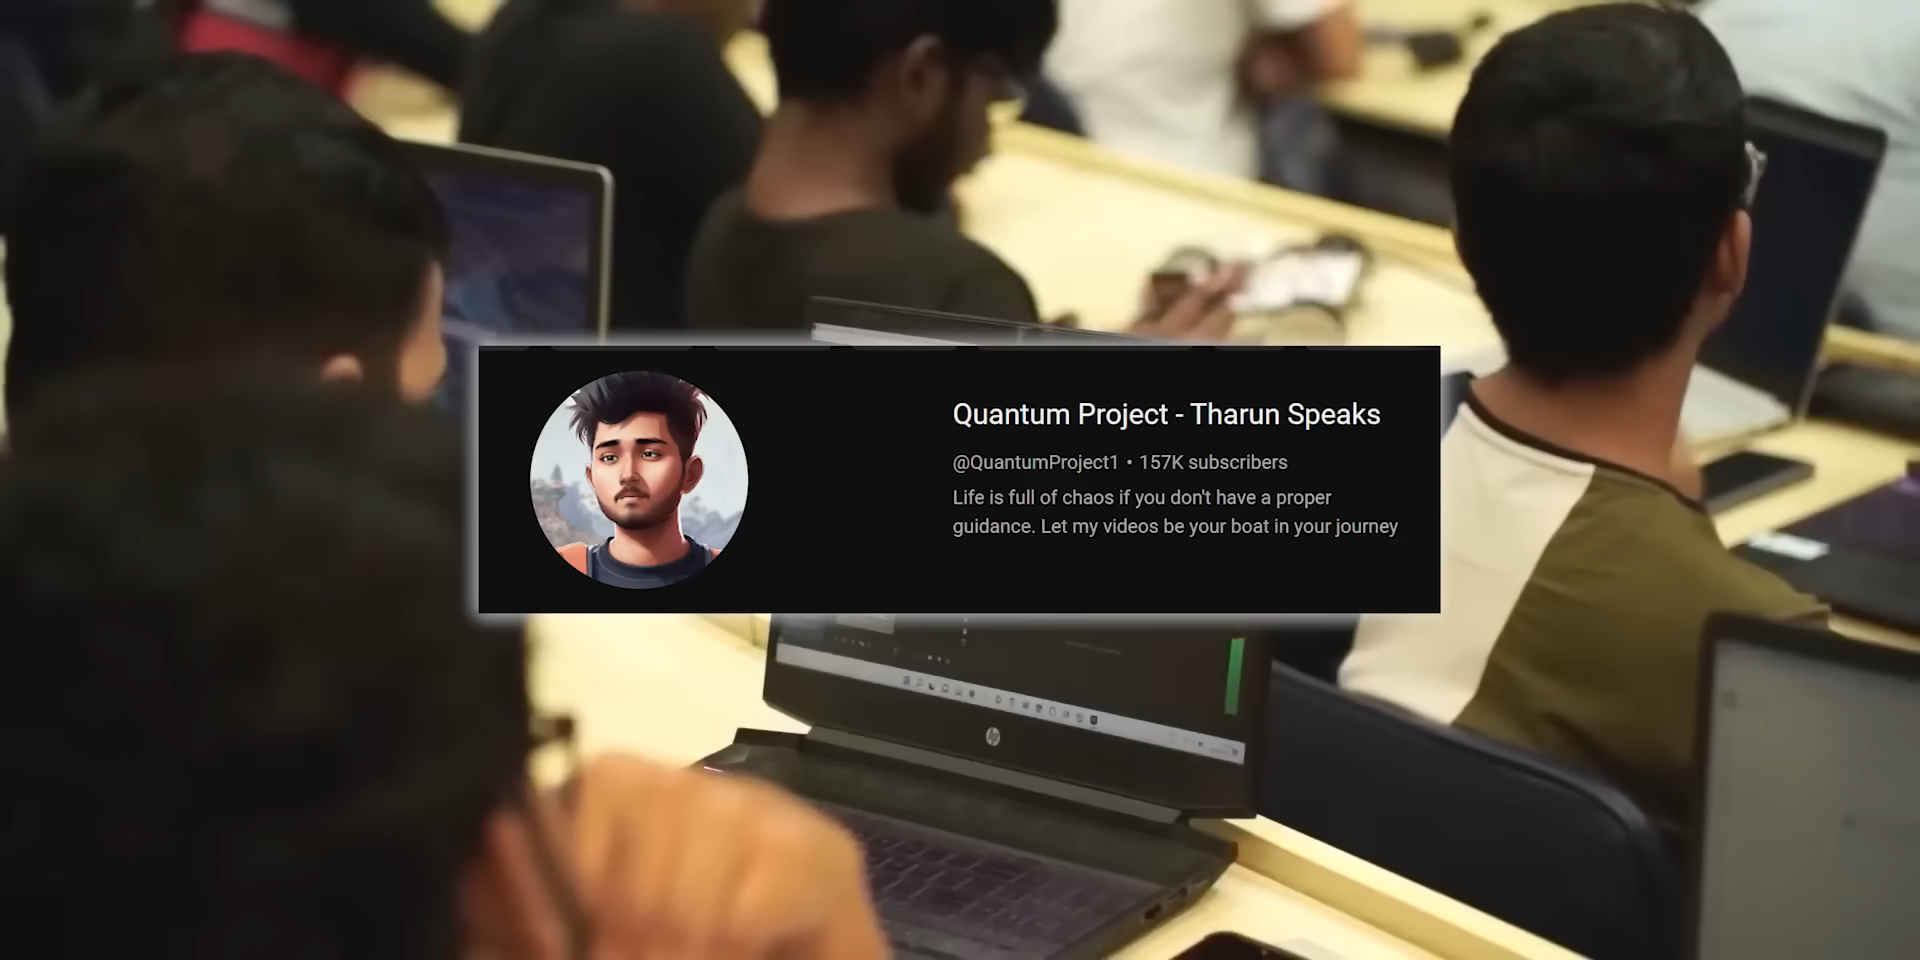 Quantum Project - Tharun Speaks
@QuantumProject1 • 157K subscribers
Life is full of chaos if you don't have a proper
guidance. Let my videos be your boat in your journey
hp